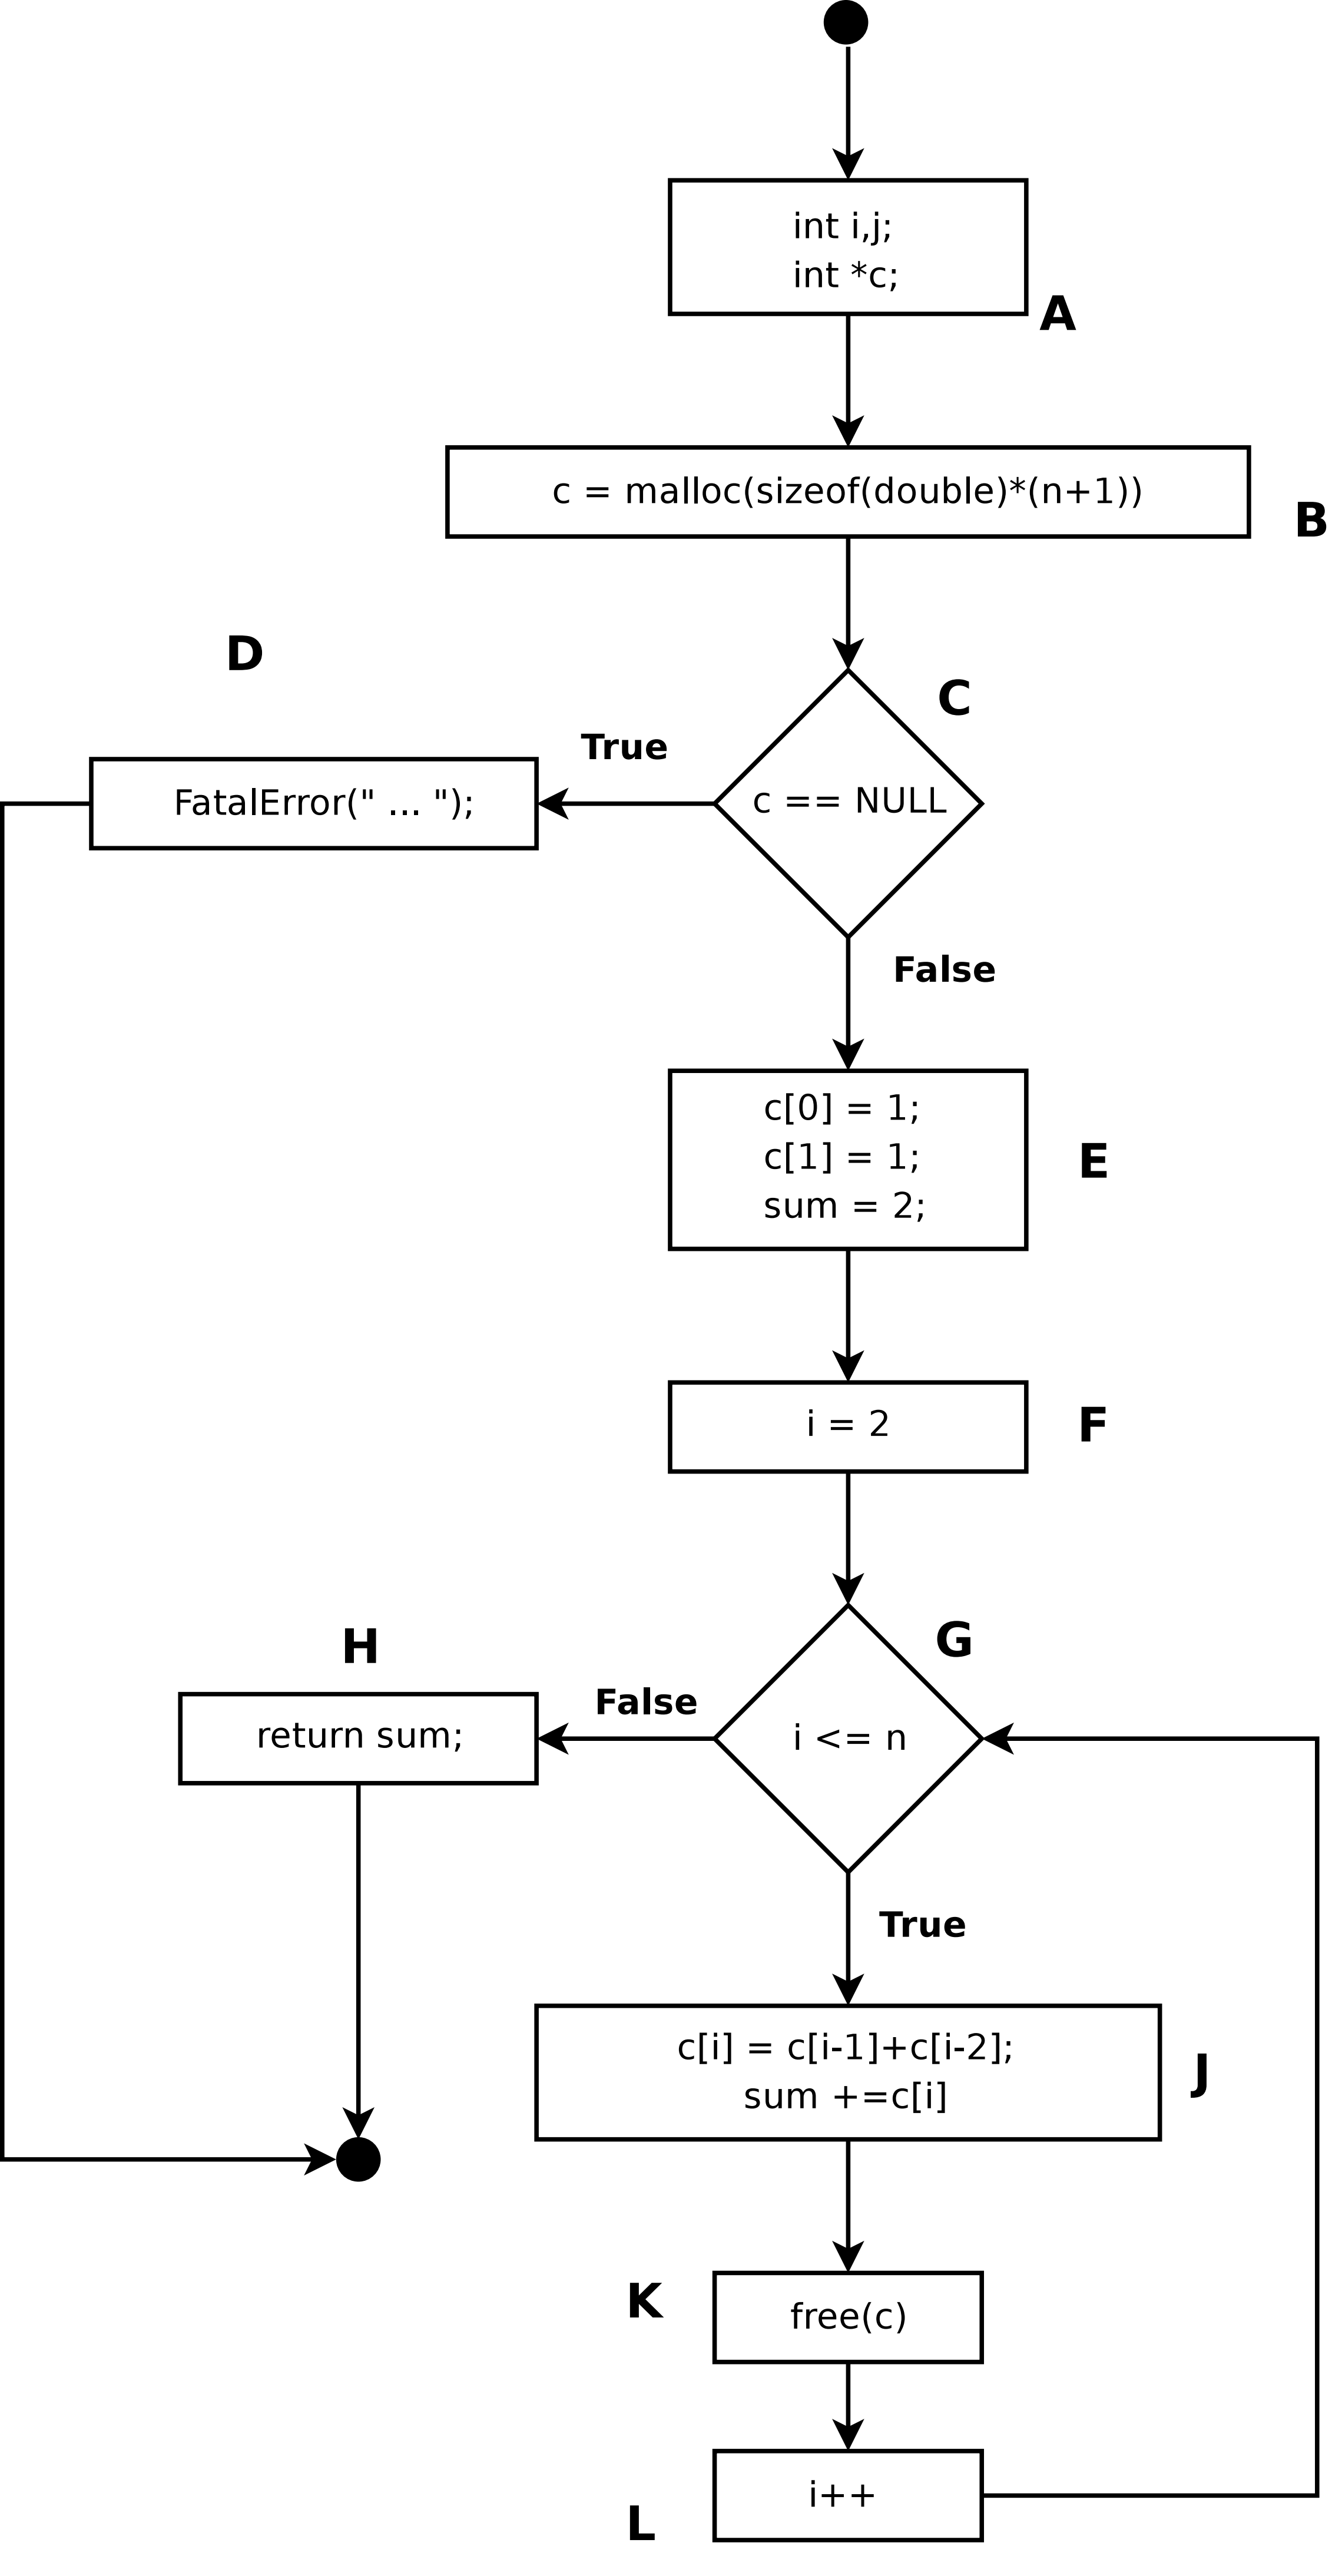 int i,j;
int *c;
A
c = malloc(sizeof(double)*(n+1))
B
D
C
True
FatalError(" ... ");
c == NULL
False
c[0] = 1;
c[1] = 1;
sum = 2;
E
i = 2
F
H
G
False
return sum;
i <= n
True
c[i] = c[i-1]+c[i-2];
sum +=c[i]
J
K
free(c)
i++
L